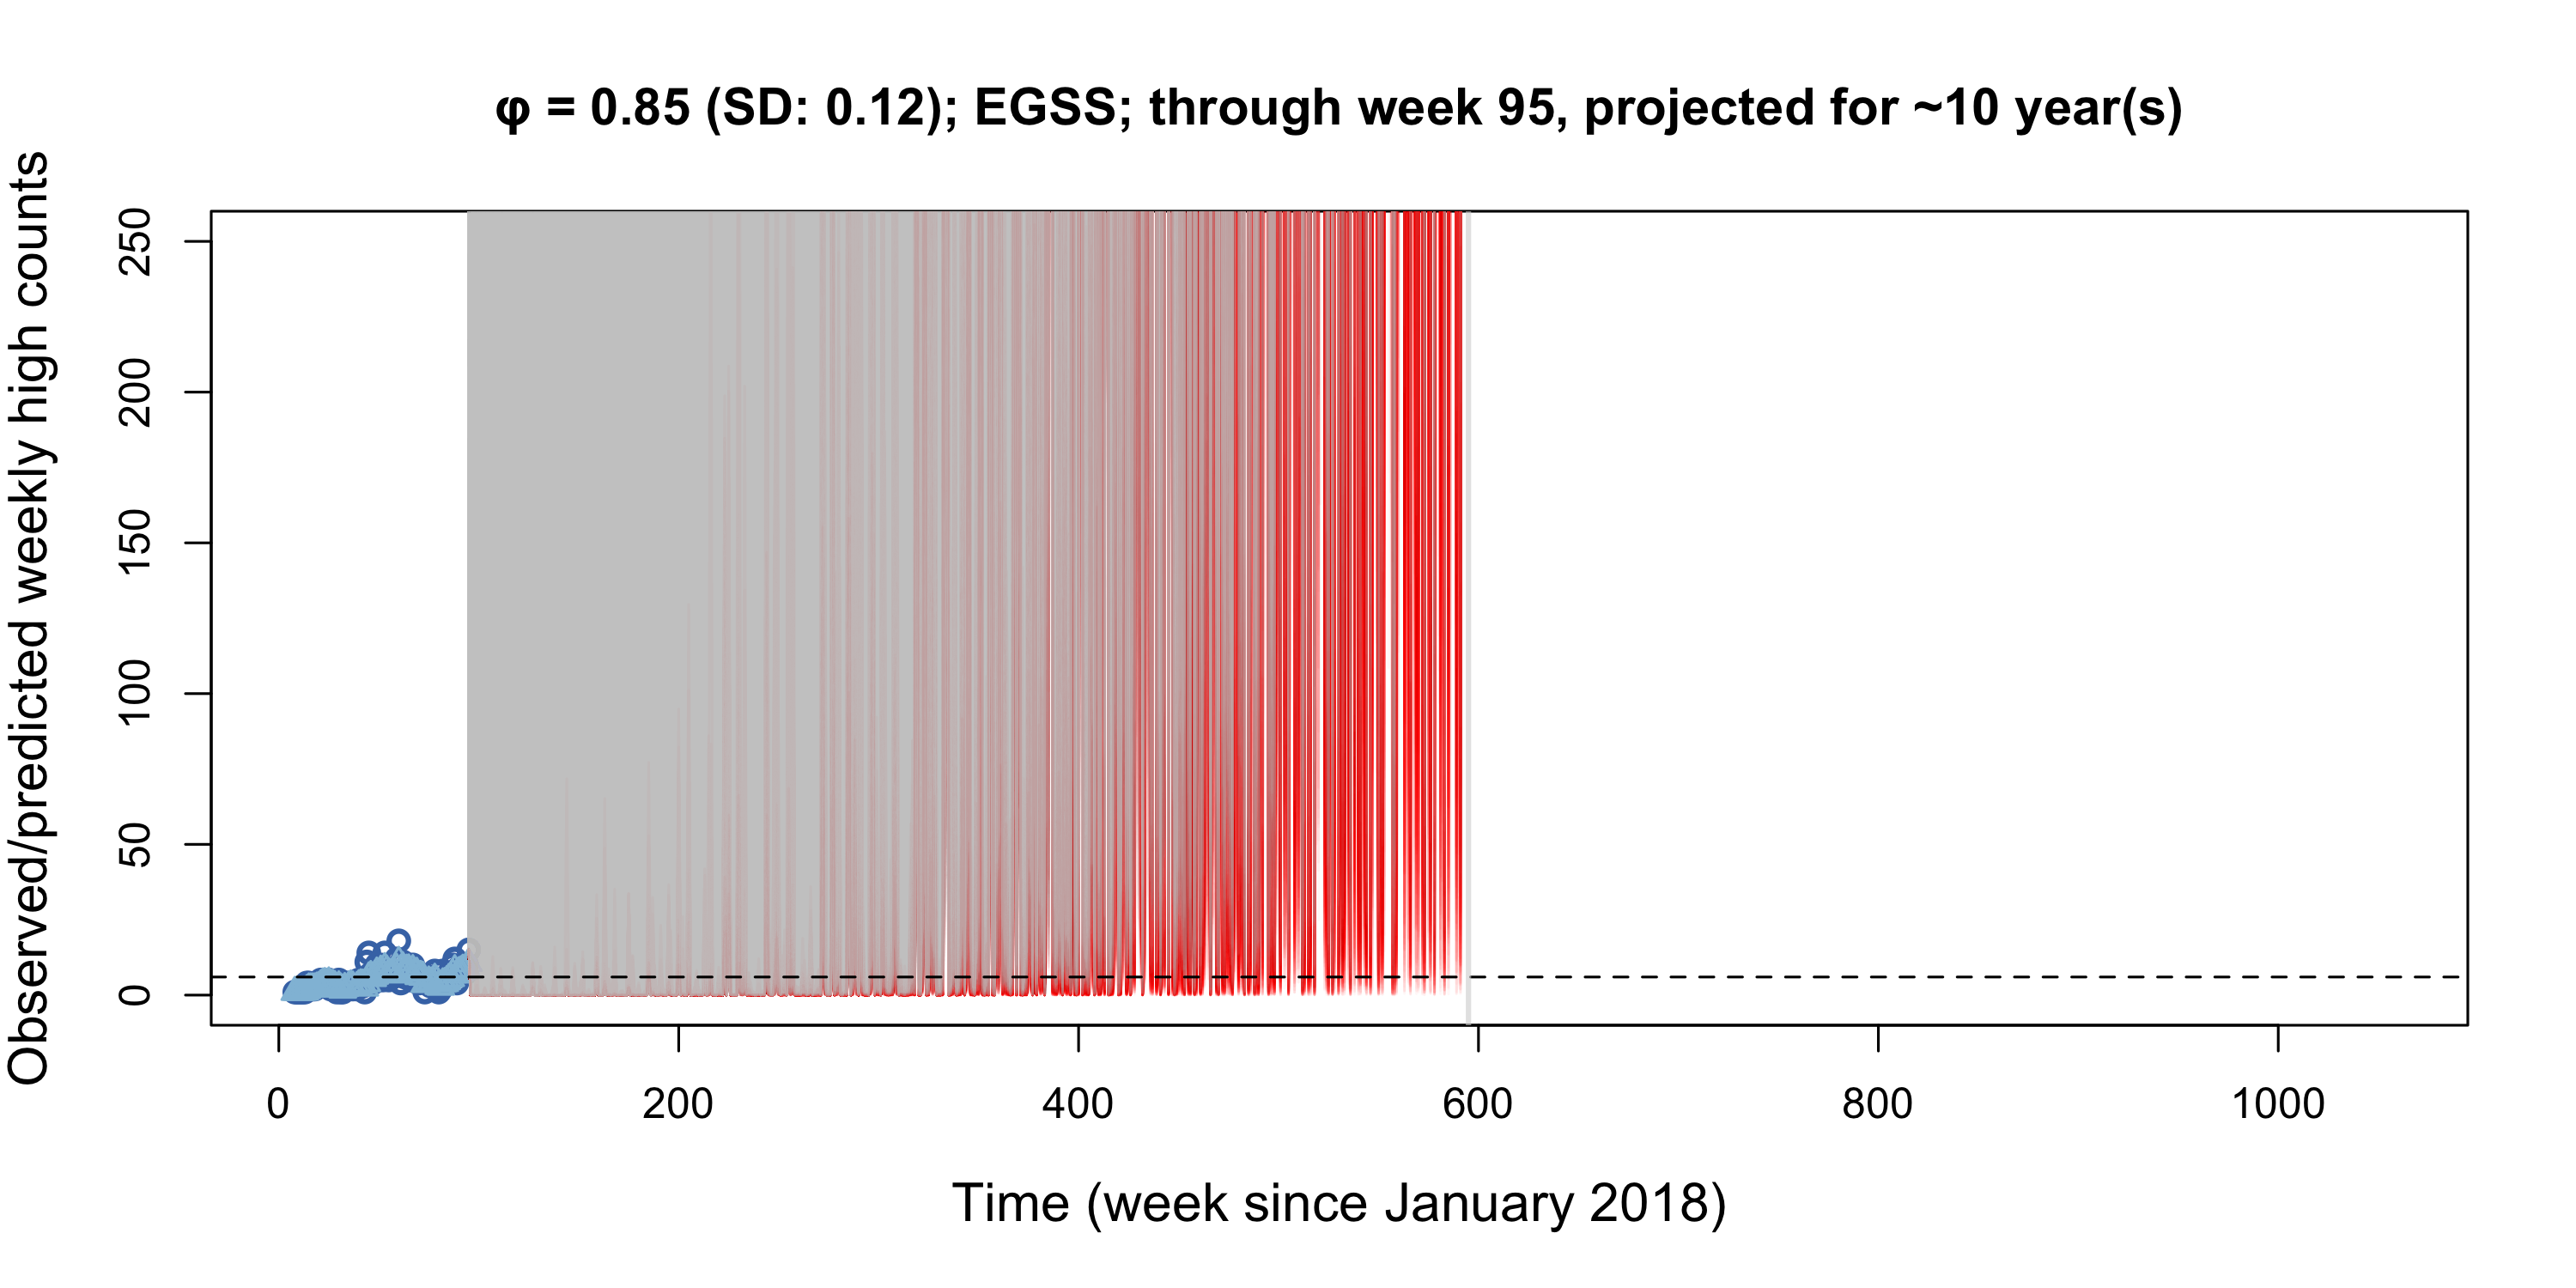 φ = 0.85 (SD: 0.12); EGSS; through week 95, projected for ~10 year(s)
Observed/predicted weekly high counts
250
200
150
100
50
0
0 200 400 600 800 1000
Time (week since January 2018)